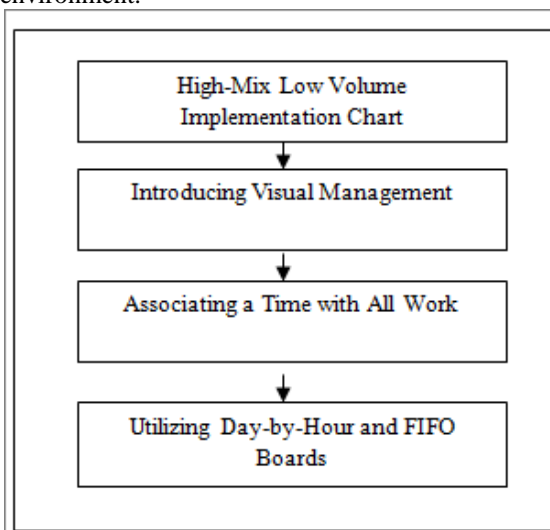 environment.
High-Mix Low Volume
Implementation Chart
Introducing Visual Management
Associating a Time with All Work
Utilizing Day-by-Hour and FIFO
Boards